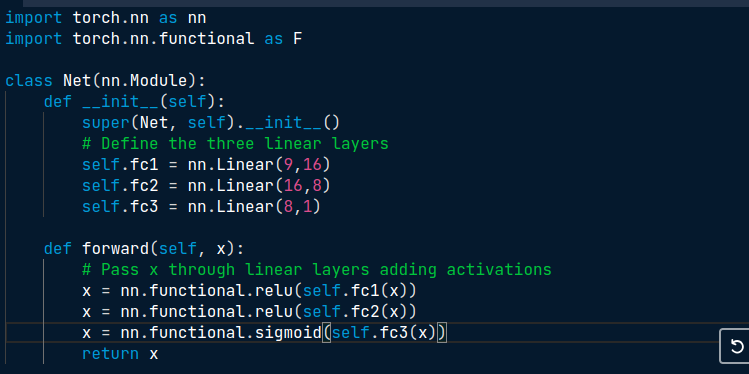 import torch.nn as nn
import torch.nn.functional as F

class Net(nn.Module):
    def __init__(self):
        super(Net, self).__init__()
        # Define the three linear layers
        self.fc1 = nn.Linear(9,16)
        self.fc2 = nn.Linear(16,8)
        self.fc3 = nn.Linear(8,1)

    def forward(self, x):
        # Pass x through linear layers adding activations
        x = nn.functional.relu(self.fc1(x))
        x = nn.functional.relu(self.fc2(x))
        x = nn.functional.sigmoid(self.fc3(x))
        return x